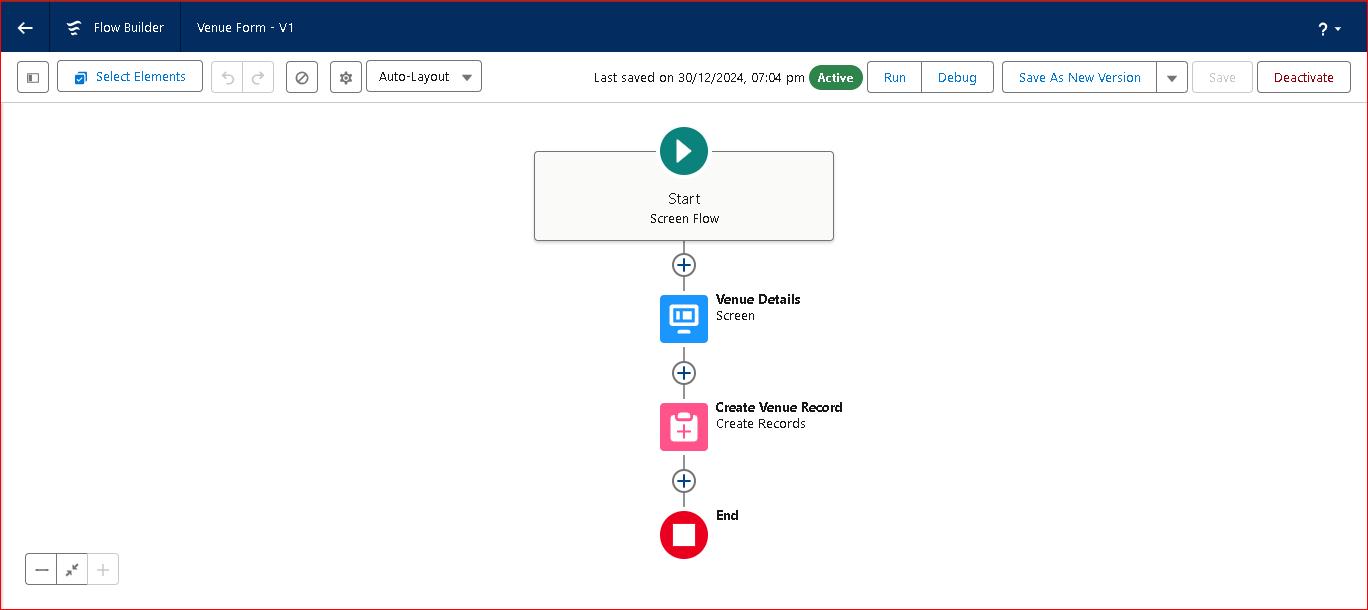 Flow Builder
Venue Form - V1
?
Select Elements
Auto-Layout
Last saved on 30/12/2024, 07:04 pm
Active
Run
Debug
Save As New Version
Save
Deactivate
Start
Screen Flow
Venue Details
Screen
Create Venue Record
Create Records
End